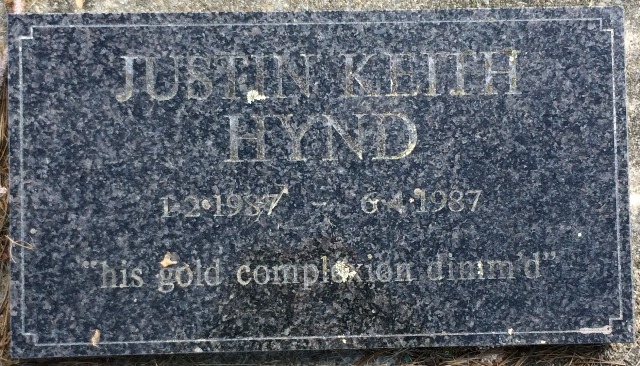 JUSTIN KEITH
HYND
1·2·1987 – 6·4·1987
"his gold complexion dimm'd"